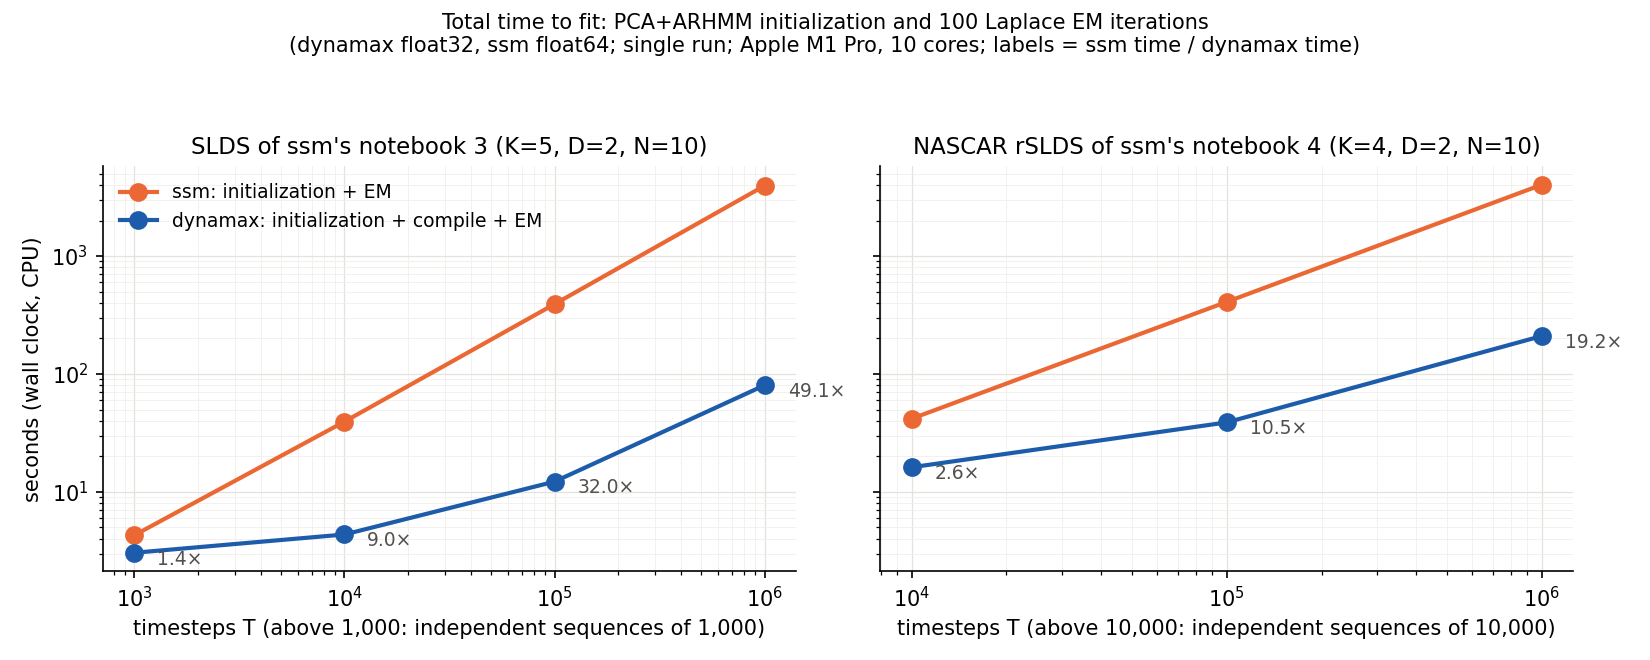 Total time to fit: PCA+ARHMM initialization and 100 Laplace EM iterations
(dynamax float32, ssm float64; single run; Apple M1 Pro, 10 cores; labels = ssm time / dynamax time)
SLDS of ssm's notebook 3 (K=5, D=2, N=10)
ssm: initialization + EM
dynamax: initialization + compile + EM
seconds (wall clock, CPU)
10³
10²
10¹
1.4×
9.0×
32.0×
49.1×
10³ 10⁴ 10⁵ 10⁶
timesteps T (above 1,000: independent sequences of 1,000)
NASCAR rSLDS of ssm's notebook 4 (K=4, D=2, N=10)
2.6×
10.5×
19.2×
10⁴ 10⁵ 10⁶
timesteps T (above 10,000: independent sequences of 10,000)